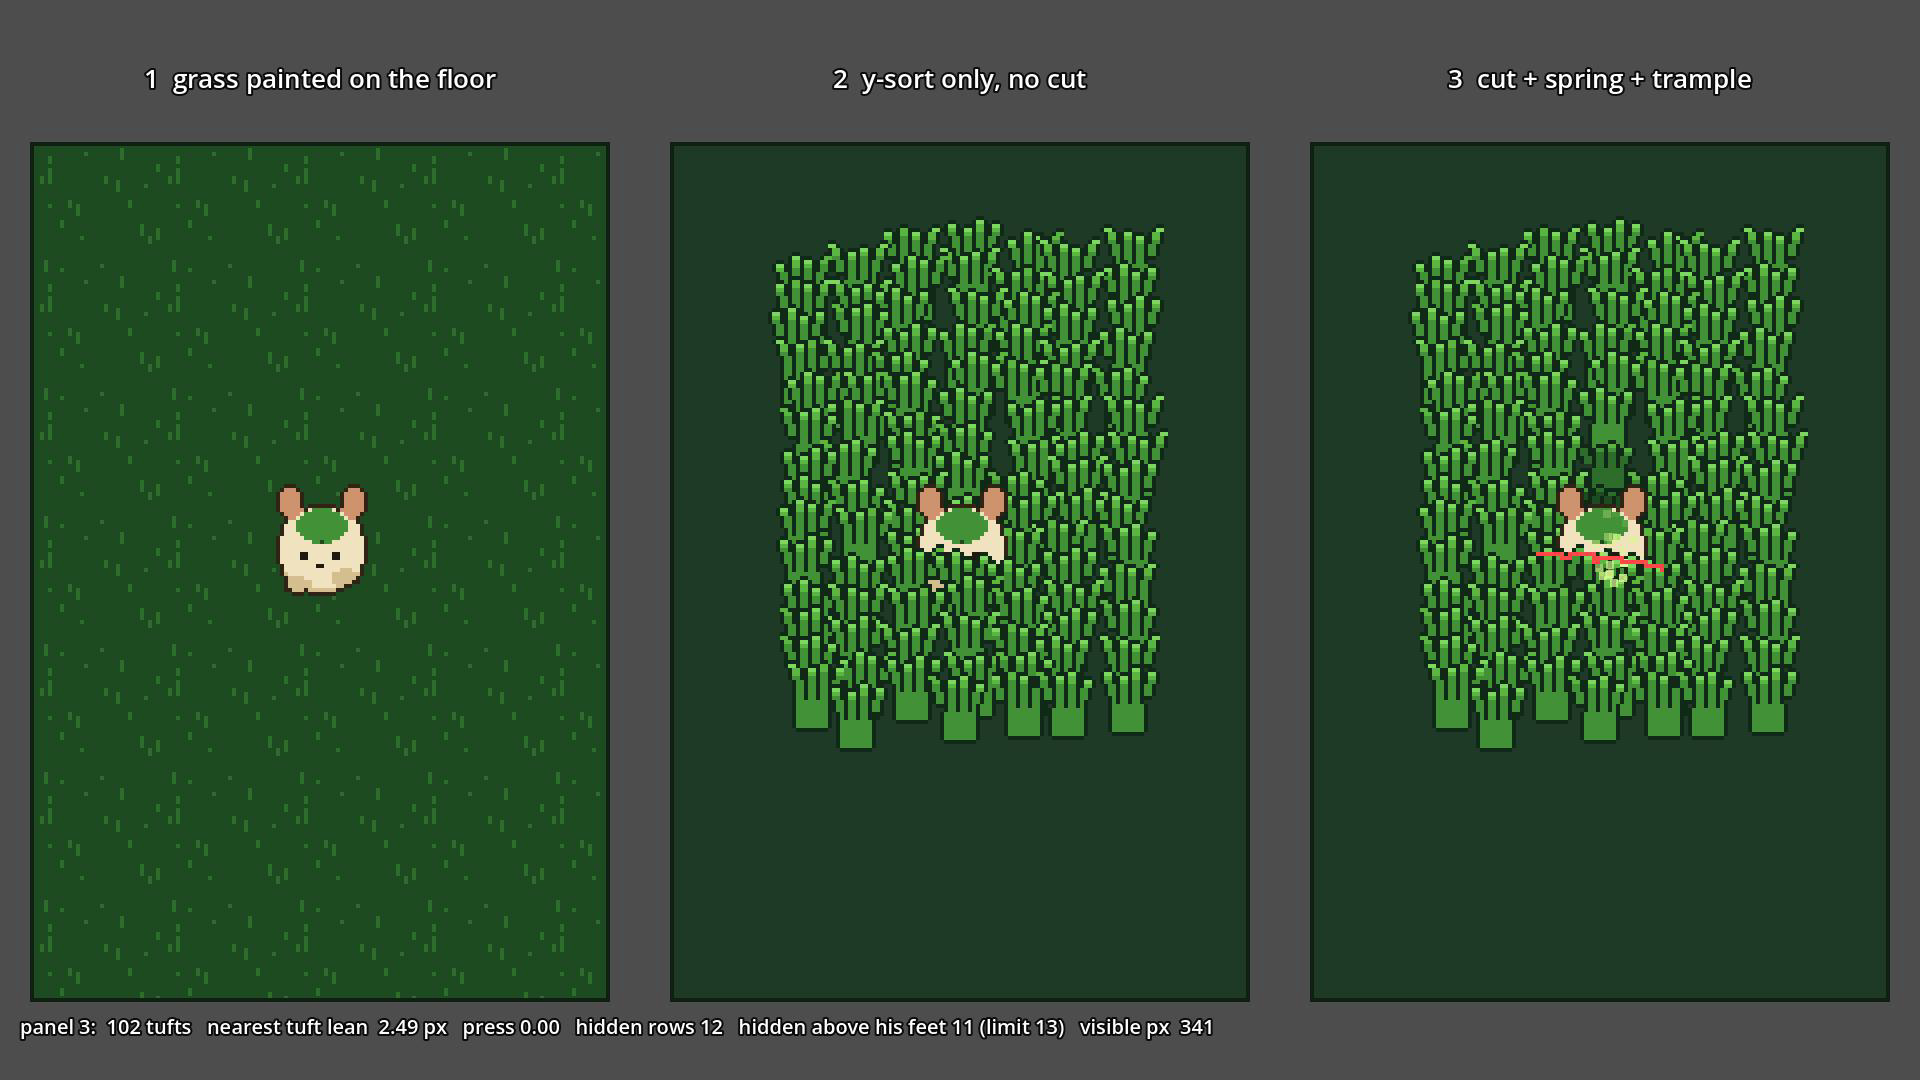 1  grass painted on the floor
2  y-sort only, no cut
3  cut + spring + trample
panel 3:  102 tufts   nearest tuft lean  2.49 px   press 0.00   hidden rows 12   hidden above his feet 11 (limit 13)   visible px  341